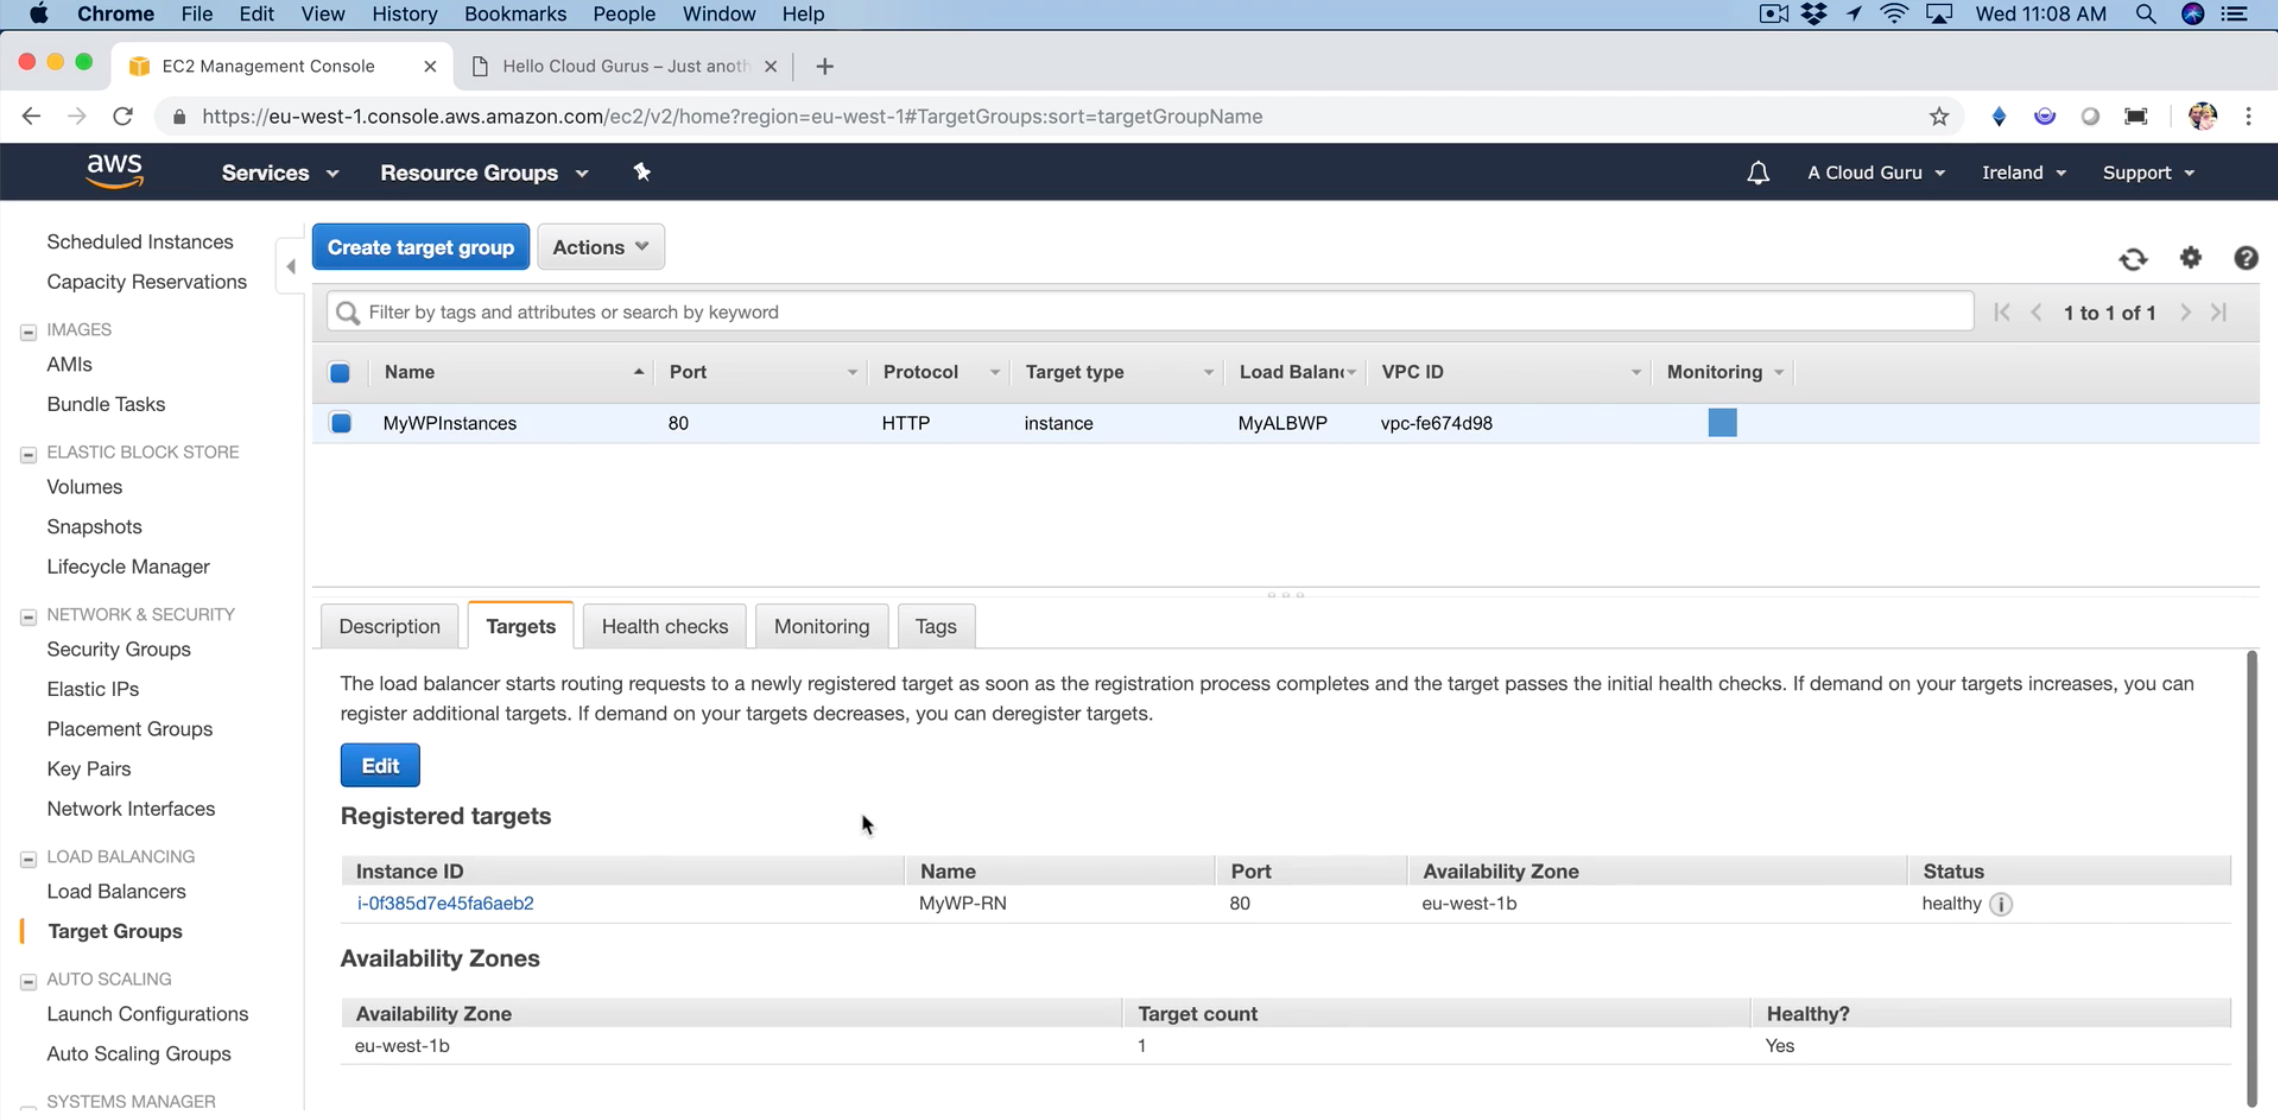 Chrome File Edit View History Bookmarks People Window Help Wed 11:08 AM
EC2 Management Console Hello Cloud Gurus – Just anoth
https://eu-west-1.console.aws.amazon.com/ec2/v2/home?region=eu-west-1#TargetGroups:sort=targetGroupName
aws Services Resource Groups A Cloud Guru Ireland Support
Scheduled Instances
Capacity Reservations
IMAGES
AMIs
Bundle Tasks
ELASTIC BLOCK STORE
Volumes
Snapshots
Lifecycle Manager
NETWORK & SECURITY
Security Groups
Elastic IPs
Placement Groups
Key Pairs
Network Interfaces
LOAD BALANCING
Load Balancers
Target Groups
AUTO SCALING
Launch Configurations
Auto Scaling Groups
SYSTEMS MANAGER
Create target group Actions
Filter by tags and attributes or search by keyword 1 to 1 of 1
Name Port Protocol Target type Load Balan VPC ID Monitoring
MyWPInstances 80 HTTP instance MyALBWP vpc-fe674d98
Description Targets Health checks Monitoring Tags
The load balancer starts routing requests to a newly registered target as soon as the registration process completes and the target passes the initial health checks. If demand on your targets increases, you can
register additional targets. If demand on your targets decreases, you can deregister targets.
Edit
Registered targets
Instance ID Name Port Availability Zone Status
i-0f385d7e45fa6aeb2 MyWP-RN 80 eu-west-1b healthy
Availability Zones
Availability Zone Target count Healthy?
eu-west-1b 1 Yes